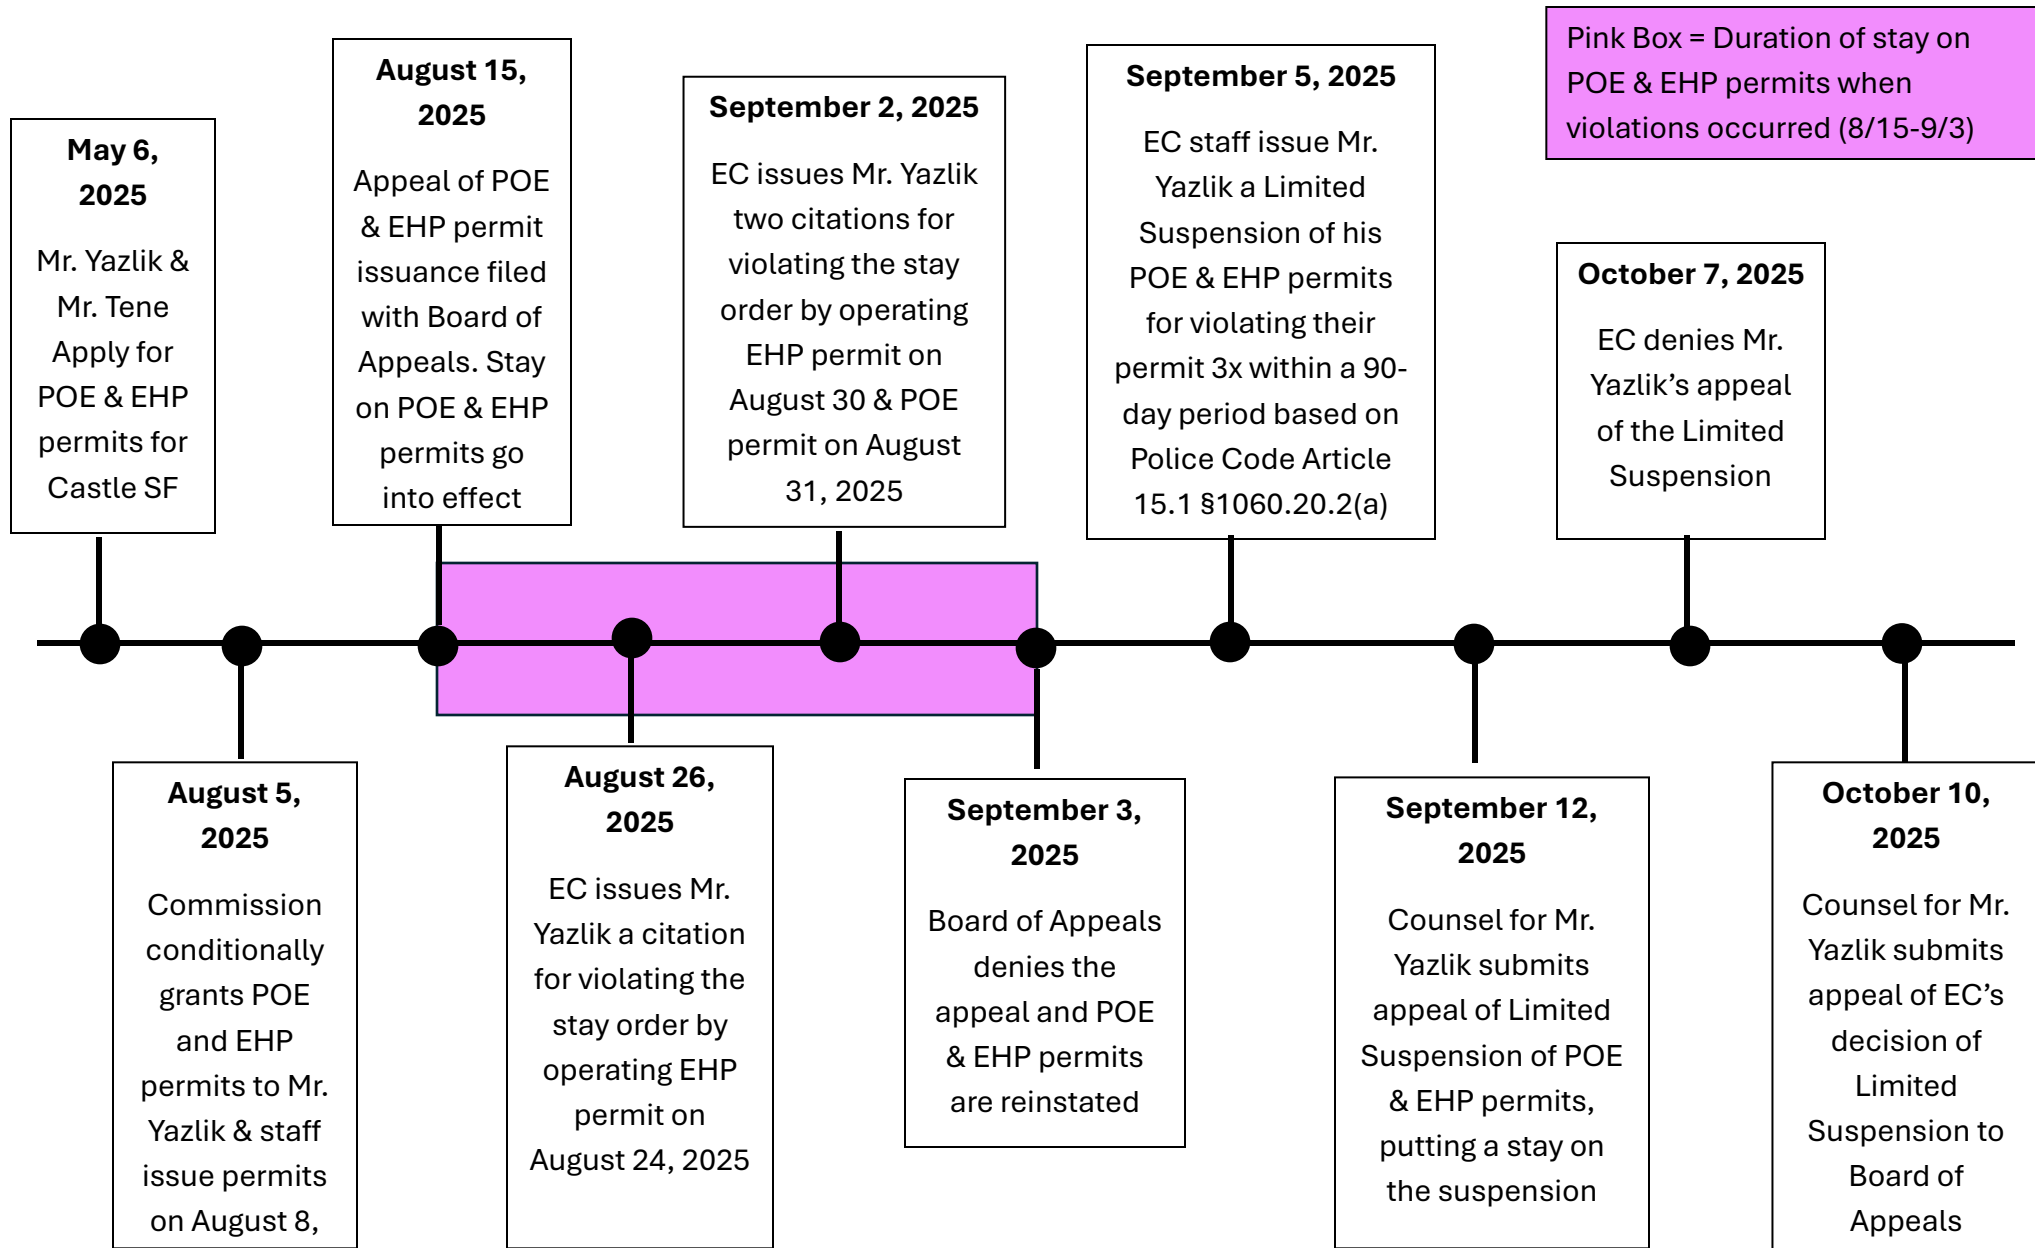 May 6,
2025
Mr. Yazlik &
Mr. Tene
Apply for
POE & EHP
permits for
Castle SF
August 5,
2025
Commission
conditionally
grants POE
and EHP
permits to Mr.
Yazlik & staff
issue permits
on August 8,
August 15,
2025
Appeal of POE
& EHP permit
issuance filed
with Board of
Appeals. Stay
on POE & EHP
permits go
into effect
August 26,
2025
EC issues Mr.
Yazlik a citation
for violating the
stay order by
operating EHP
permit on
August 24, 2025
September 2, 2025
EC issues Mr. Yazlik
two citations for
violating the stay
order by operating
EHP permit on
August 30 & POE
permit on August
31, 2025
September 3,
2025
Board of Appeals
denies the
appeal and POE
& EHP permits
are reinstated
September 5, 2025
EC staff issue Mr.
Yazlik a Limited
Suspension of his
POE & EHP permits
for violating their
permit 3x within a 90-
day period based on
Police Code Article
15.1 §1060.20.2(a)
September 12,
2025
Counsel for Mr.
Yazlik submits
appeal of Limited
Suspension of POE
& EHP permits,
putting a stay on
the suspension
October 7, 2025
EC denies Mr.
Yazlik’s appeal
of the Limited
Suspension
October 10,
2025
Counsel for Mr.
Yazlik submits
appeal of EC’s
decision of
Limited
Suspension to
Board of
Appeals
Pink Box = Duration of stay on
POE & EHP permits when
violations occurred (8/15-9/3)